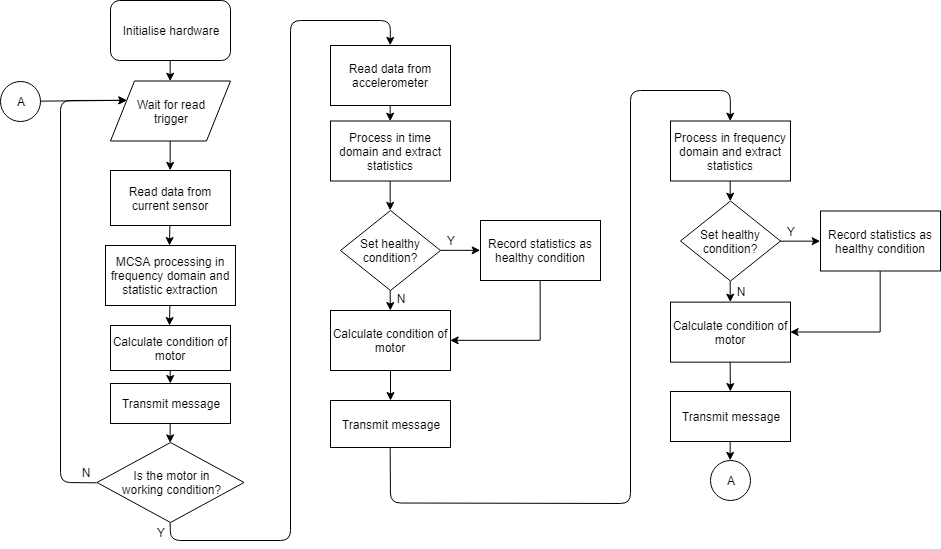 Initialise hardware
A
Wait for read
trigger
Read data from
current sensor
MCSA processing in
frequency domain and
statistic extraction
Calculate condition of
motor
Transmit message
Is the motor in
working condition?
N
Y
Read data from
accelerometer
Process in time
domain and extract
statistics
Set healthy
condition?
Y
Record statistics as
healthy condition
N
Calculate condition of
motor
Transmit message
Process in frequency
domain and extract
statistics
Set healthy
condition?
Y
Record statistics as
healthy condition
N
Calculate condition of
motor
Transmit message
A